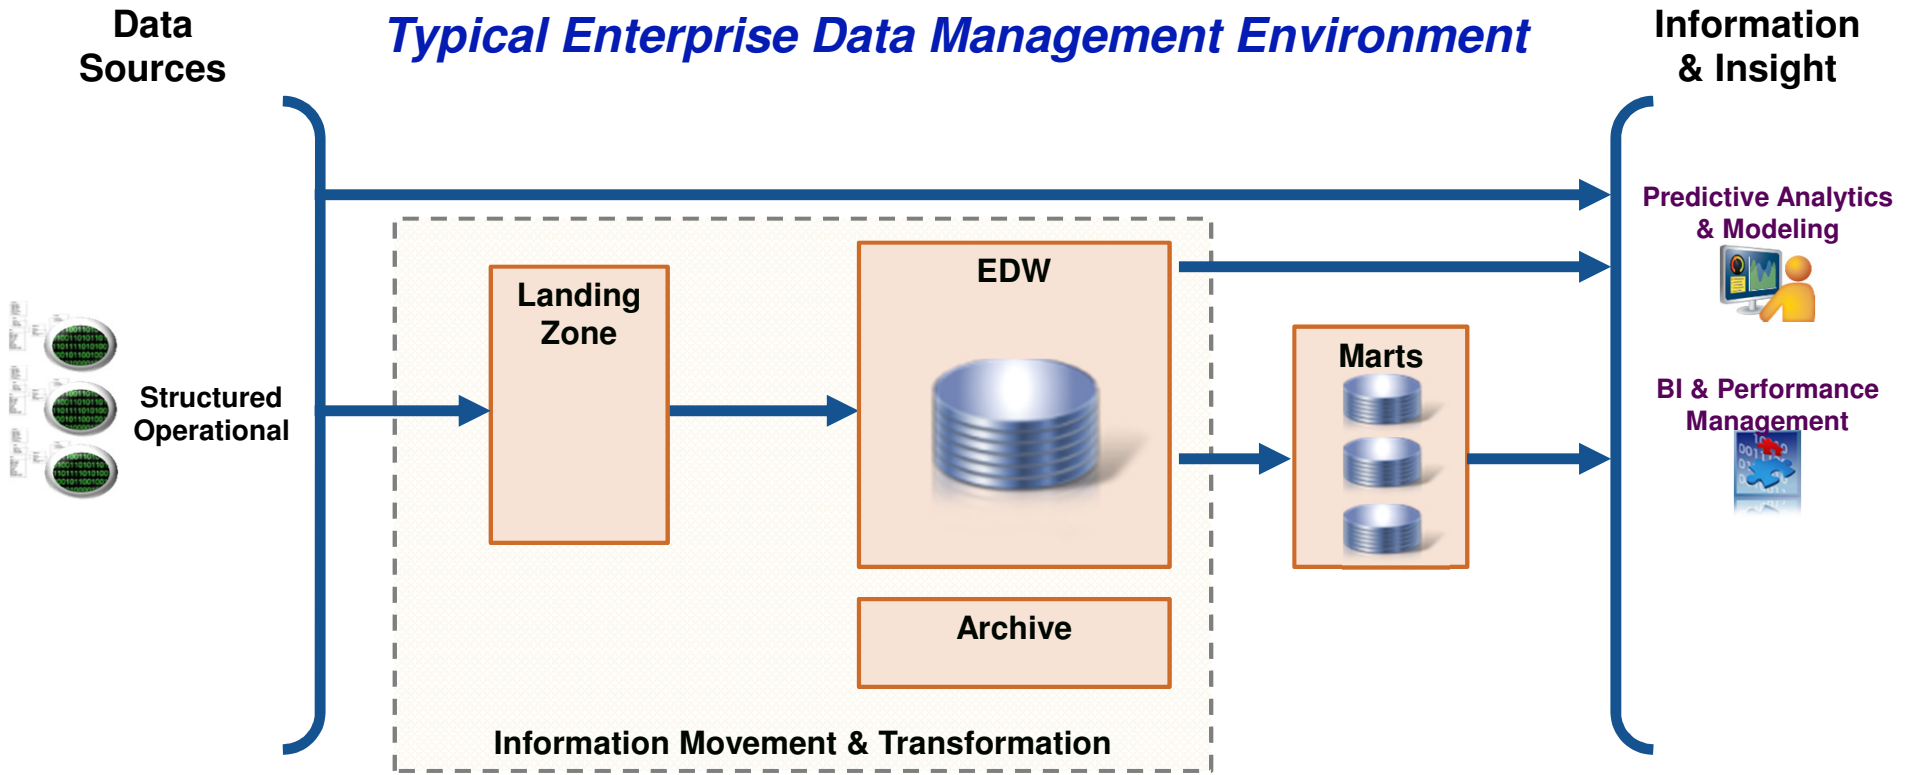 Data
Sources
Typical Enterprise Data Management Environment
Information
& Insight
Predictive Analytics
& Modeling
EDW
Landing
Zone
Marts
Structured
Operational
BI & Performance
Management
Archive
Information Movement & Transformation